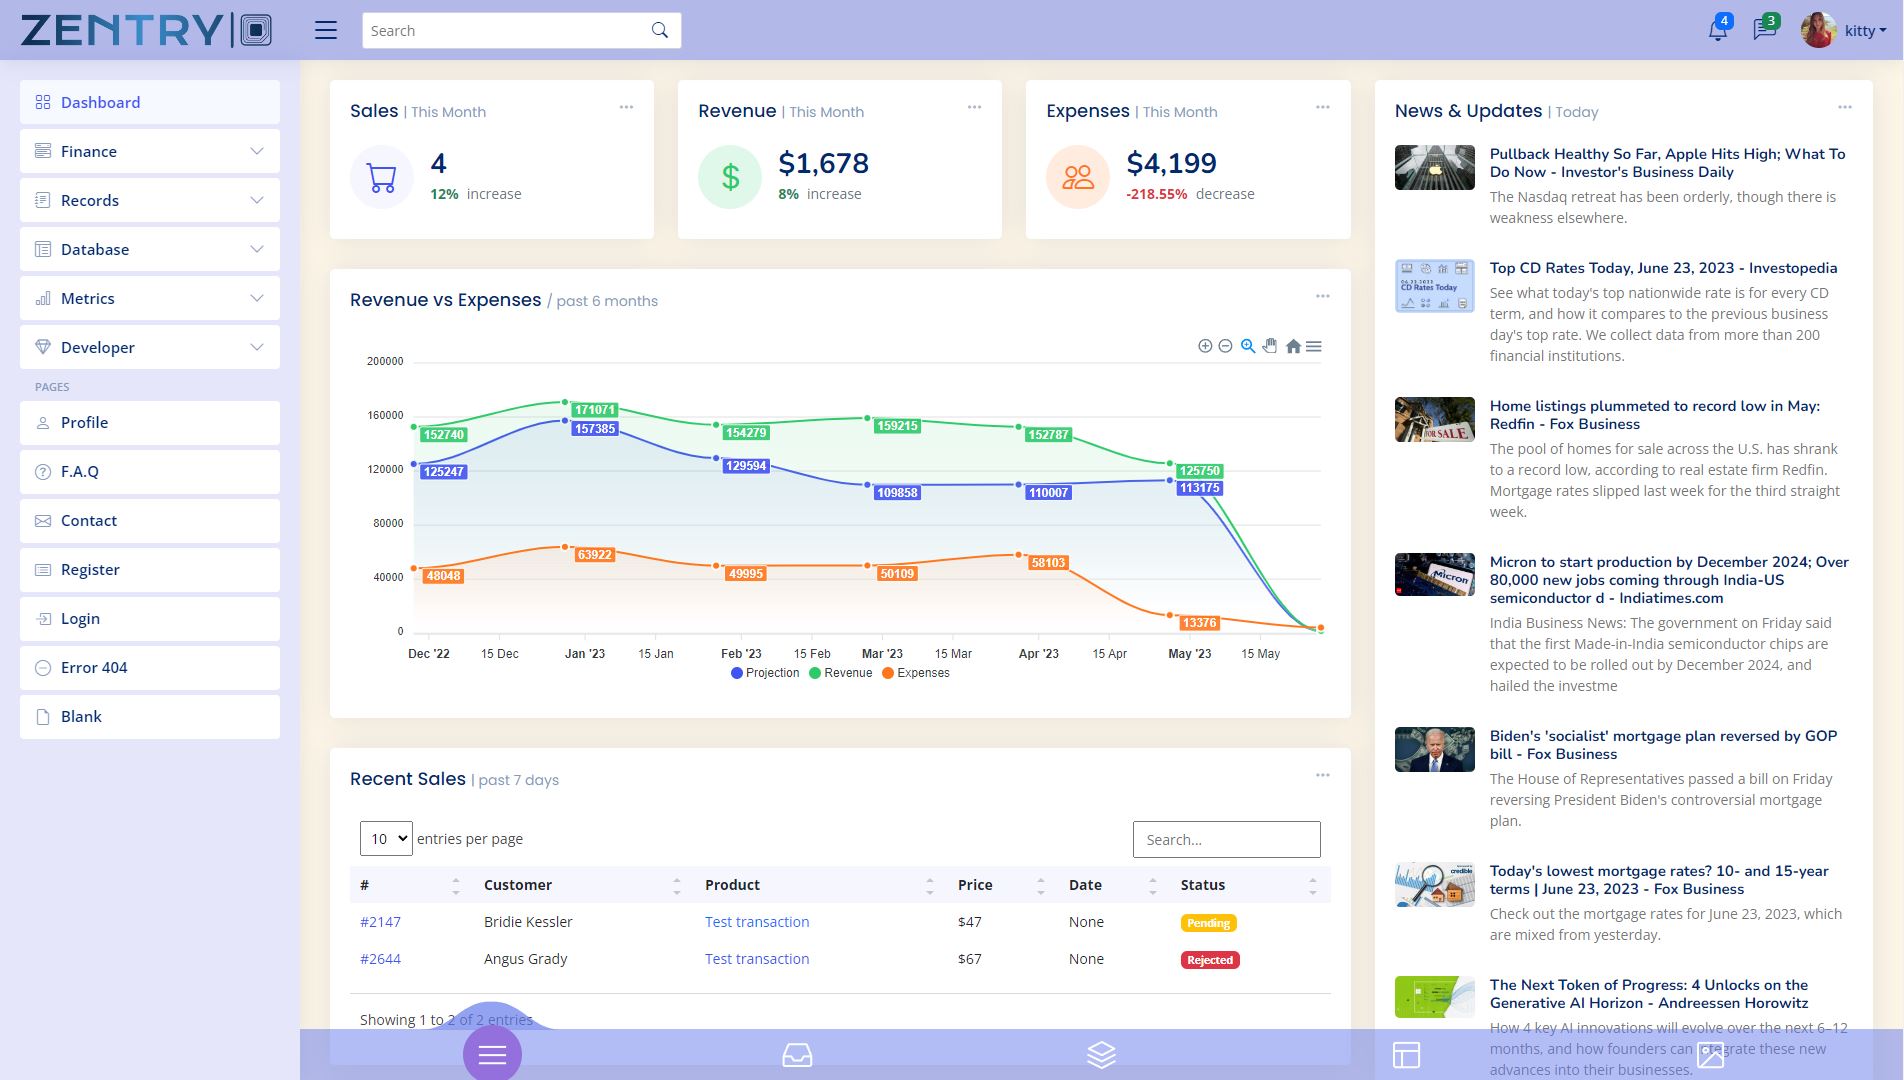 ZENTRY
Search
4
3
kitty
Dashboard
Finance
Records
Database
Metrics
Developer
PAGES
Profile
F.A.Q
Contact
Register
Login
Error 404
Blank
Sales | This Month
4
12% increase
Revenue | This Month
$
$1,678
8% increase
Expenses | This Month
$4,199
-218.55% decrease
Revenue vs Expenses / past 6 months
200000
160000
120000
80000
40000
0
152740
171071
154279
159215
152787
125750
125247
157385
129594
109858
110007
113175
48048
63922
49995
50109
58103
13376
Dec '22
15 Dec
Jan '23
15 Jan
Feb '23
15 Feb
Mar '23
15 Mar
Apr '23
15 Apr
May '23
15 May
Projection Revenue Expenses
Recent Sales | past 7 days
10 entries per page
Search...
# Customer Product Price Date Status
#2147 Bridie Kessler Test transaction $47 None Pending
#2644 Angus Grady Test transaction $67 None Rejected
Showing 1 to 2 of 2 entries
News & Updates | Today
Pullback Healthy So Far, Apple Hits High; What To
Do Now - Investor's Business Daily
The Nasdaq retreat has been orderly, though there is
weakness elsewhere.
CD Rates Today
Top CD Rates Today, June 23, 2023 - Investopedia
See what today's top nationwide rate is for every CD
term, and how it compares to the previous business
day's top rate. We collect data from more than 200
financial institutions.
FOR SALE
Home listings plummeted to record low in May:
Redfin - Fox Business
The pool of homes for sale across the U.S. has shrank
to a record low, according to real estate firm Redfin.
Mortgage rates slipped last week for the third straight
week.
Micron
Micron to start production by December 2024; Over
80,000 new jobs coming through India-US
semiconductor d - Indiatimes.com
India Business News: The government on Friday said
that the first Made-in-India semiconductor chips are
expected to be rolled out by December 2024, and
hailed the investme
Biden's 'socialist' mortgage plan reversed by GOP
bill - Fox Business
The House of Representatives passed a bill on Friday
reversing President Biden's controversial mortgage
plan.
credible
Today's lowest mortgage rates? 10- and 15-year
terms | June 23, 2023 - Fox Business
Check out the mortgage rates for June 23, 2023, which
are mixed from yesterday.
The Next Token of Progress: 4 Unlocks on the
Generative AI Horizon - Andreessen Horowitz
How 4 key AI innovations will evolve over the next 6–12
months, and how founders can integrate these new
advances into their businesses.